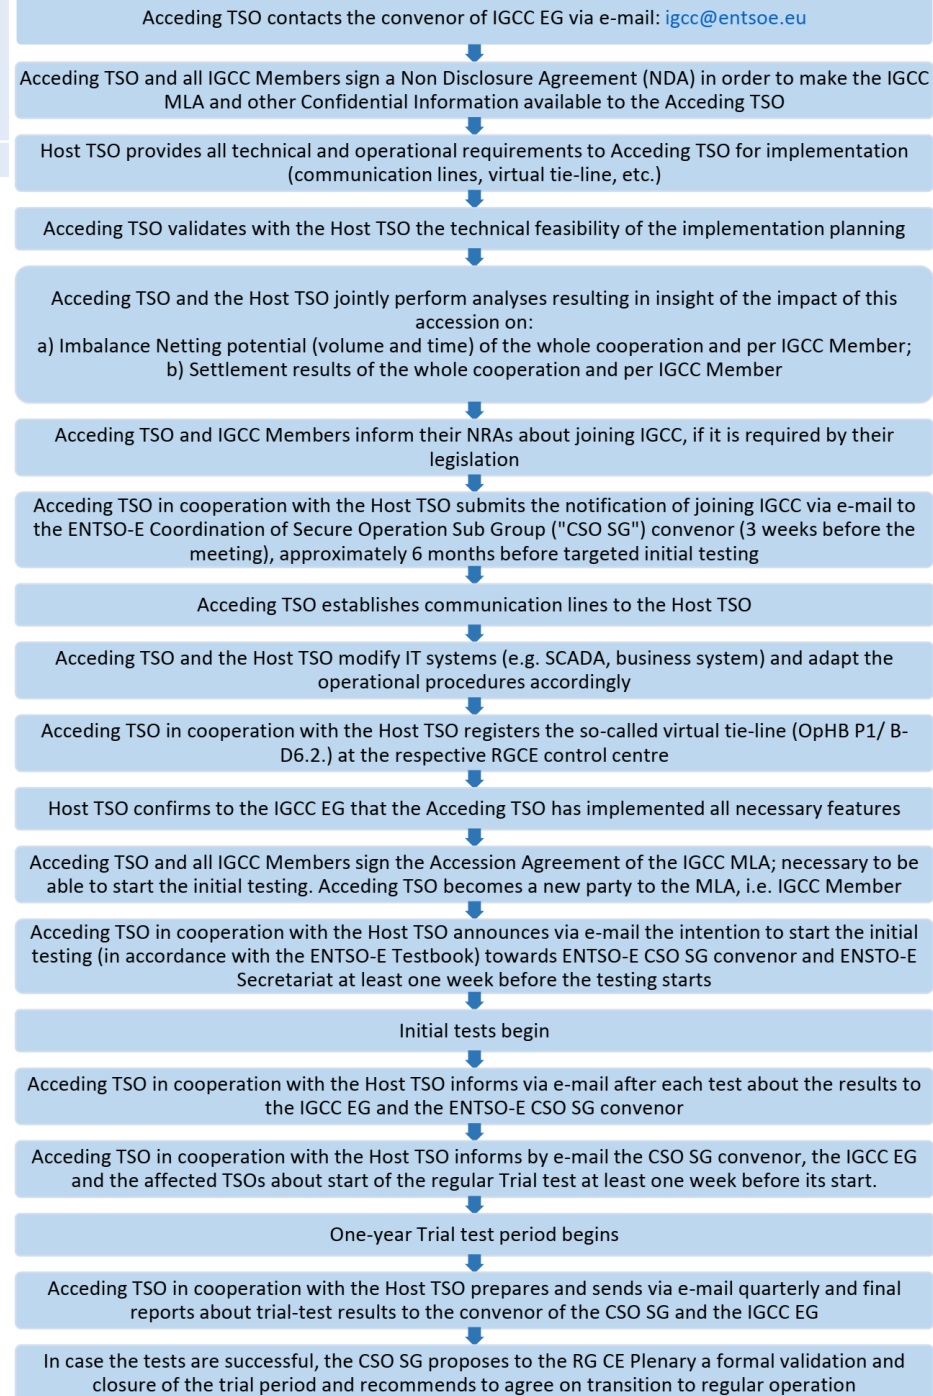 Acceding TSO contacts the convenor of IGCC EG via e-mail: igcc@entsoe.eu
Acceding TSO and all IGCC Members sign a Non Disclosure Agreement (NDA) in order to make the IGCC
MLA and other Confidential Information available to the Acceding TSO
Host TSO provides all technical and operational requirements to Acceding TSO for implementation
(communication lines, virtual tie-line, etc.)
Acceding TSO validates with the Host TSO the technical feasibility of the implementation planning
Acceding TSO and the Host TSO jointly perform analyses resulting in insight of the impact of this
accession on:
a) Imbalance Netting potential (volume and time) of the whole cooperation and per IGCC Member;
b) Settlement results of the whole cooperation and per IGCC Member
Acceding TSO and IGCC Members inform their NRAs about joining IGCC, if it is required by their
legislation
Acceding TSO in cooperation with the Host TSO submits the notification of joining IGCC via e-mail to
the ENTSO-E Coordination of Secure Operation Sub Group ("CSO SG") convenor (3 weeks before the
meeting), approximately 6 months before targeted initial testing
Acceding TSO establishes communication lines to the Host TSO
Acceding TSO and the Host TSO modify IT systems (e.g. SCADA, business system) and adapt the
operational procedures accordingly
Acceding TSO in cooperation with the Host TSO registers the so-called virtual tie-line (OpHB P1/ B-
D6.2.) at the respective RGCE control centre
Host TSO confirms to the IGCC EG that the Acceding TSO has implemented all necessary features
Acceding TSO and all IGCC Members sign the Accession Agreement of the IGCC MLA; necessary to be
able to start the initial testing. Acceding TSO becomes a new party to the MLA, i.e. IGCC Member
Acceding TSO in cooperation with the Host TSO announces via e-mail the intention to start the initial
testing (in accordance with the ENTSO-E Testbook) towards ENTSO-E CSO SG convenor and ENSTO-E
Secretariat at least one week before the testing starts
Initial tests begin
Acceding TSO in cooperation with the Host TSO informs via e-mail after each test about the results to
the IGCC EG and the ENTSO-E CSO SG convenor
Acceding TSO in cooperation with the Host TSO informs by e-mail the CSO SG convenor, the IGCC EG
and the affected TSOs about start of the regular Trial test at least one week before its start.
One-year Trial test period begins
Acceding TSO in cooperation with the Host TSO prepares and sends via e-mail quarterly and final
reports about trial-test results to the convenor of the CSO SG and the IGCC EG
In case the tests are successful, the CSO SG proposes to the RG CE Plenary a formal validation and
closure of the trial period and recommends to agree on transition to regular operation